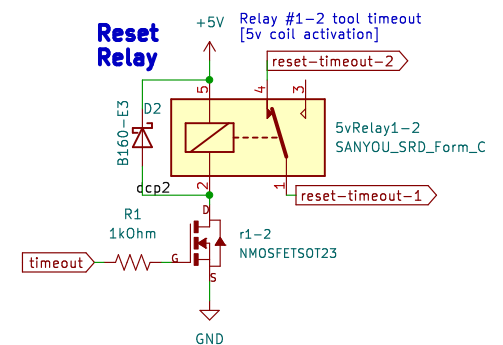 Reset
Relay
+5V
Relay #1-2 tool timeout
[5v coil activation]
reset-timeout-2
5
4
3
D2
B160-E3
5vRelay1-2
SANYOU_SRD_Form_C
dcp2
2
1
reset-timeout-1
R1
1kOhm
D
r1-2
NMOSFETSOT23
timeout
G
S
GND